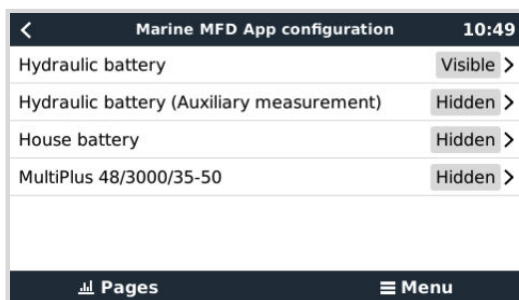 Marine MFD App configuration 10:49
Hydraulic battery Visible
Hydraulic battery (Auxiliary measurement) Hidden
House battery Hidden
MultiPlus 48/3000/35-50 Hidden
Pages Menu